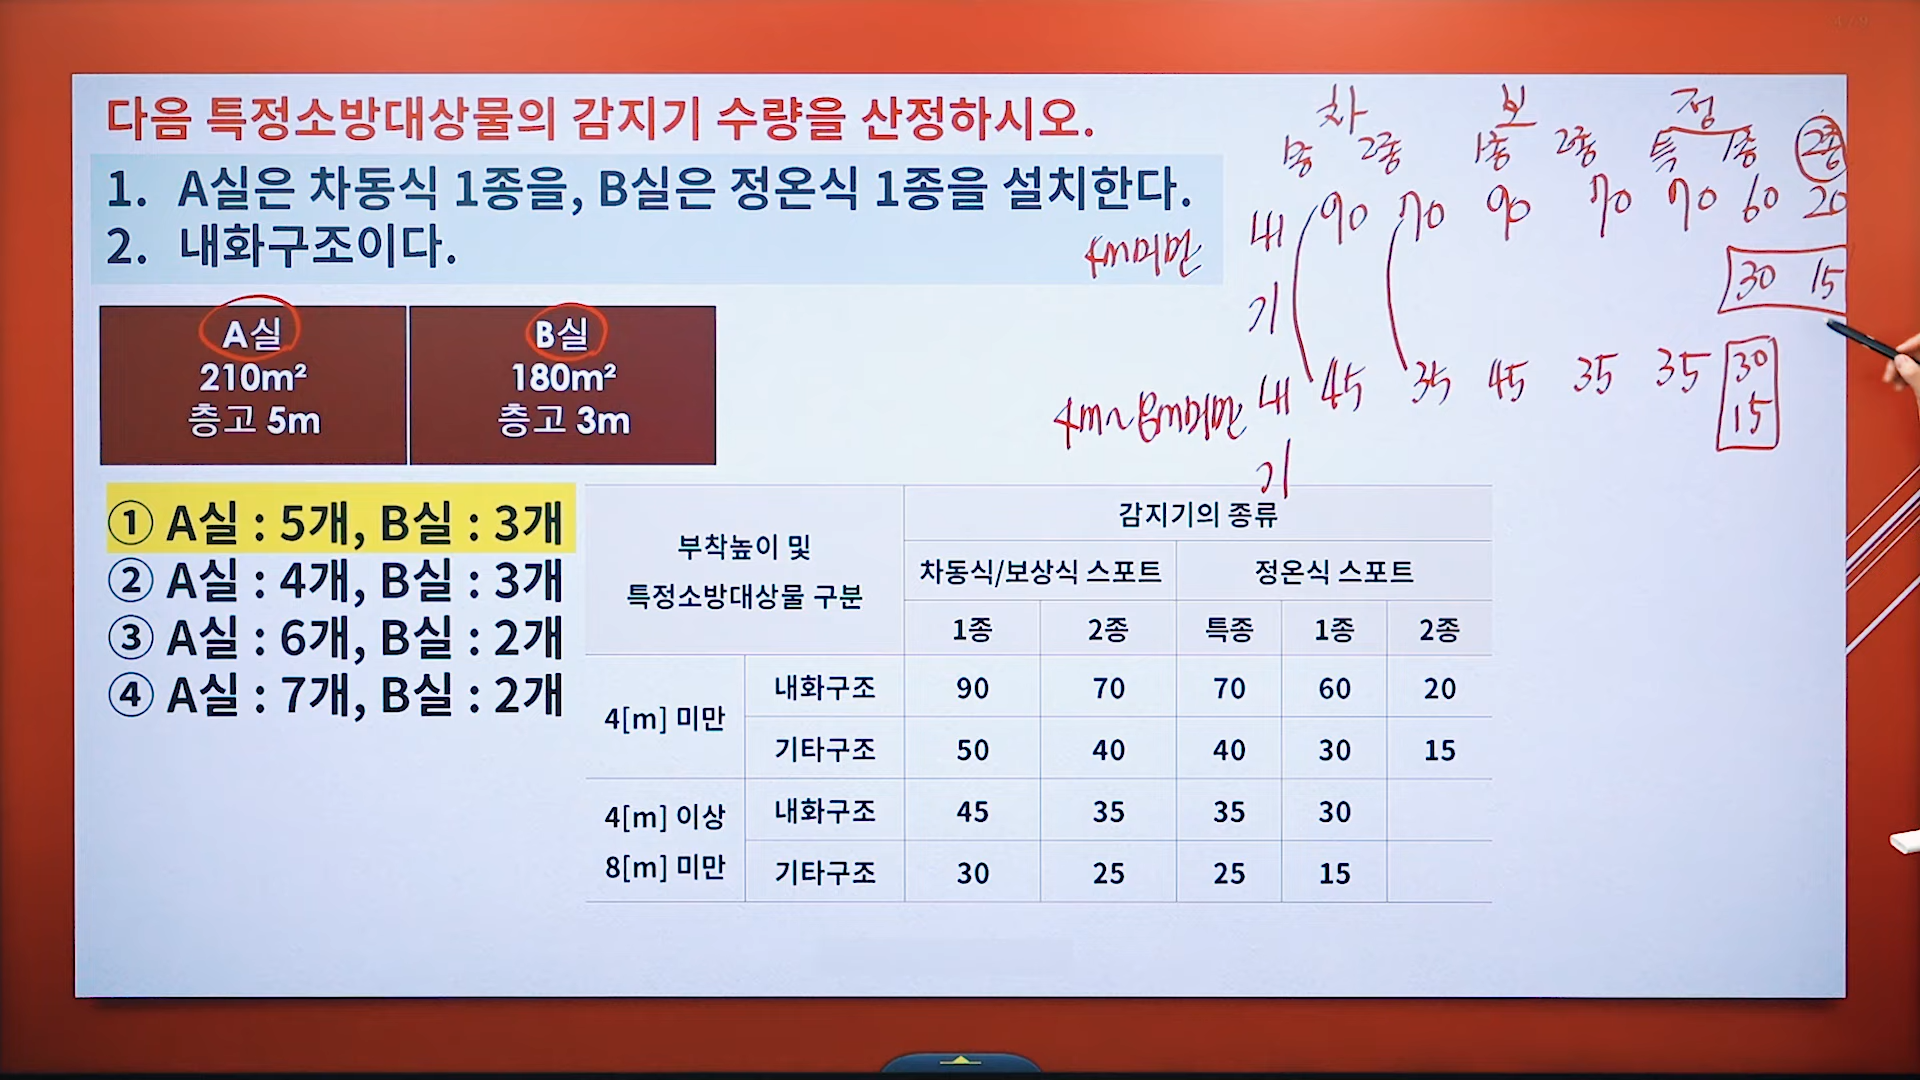 다음 특정소방대상물의 감지기 수량을 산정하시오.
1. A실은 차동식 1종을, B실은 정온식 1종을 설치한다.
2. 내화구조이다.
A실
210m²
층고 5m
B실
180m²
층고 3m
① A실 : 5개, B실 : 3개
② A실 : 4개, B실 : 3개
③ A실 : 6개, B실 : 2개
④ A실 : 7개, B실 : 2개
차 보 정
1종 2종 1종 2종 특 1종 2종
4m미만 내 90 70 90 70 70 60 20
기 30 15
4m~8m미만 내 45 35 45 35 35 30
기 15
부착높이 및 특정소방대상물 구분 감지기의 종류
차동식/보상식 스포트 정온식 스포트
1종 2종 특종 1종 2종
4[m] 미만 내화구조 90 70 70 60 20
기타구조 50 40 40 30 15
4[m] 이상 8[m] 미만 내화구조 45 35 35 30
기타구조 30 25 25 15